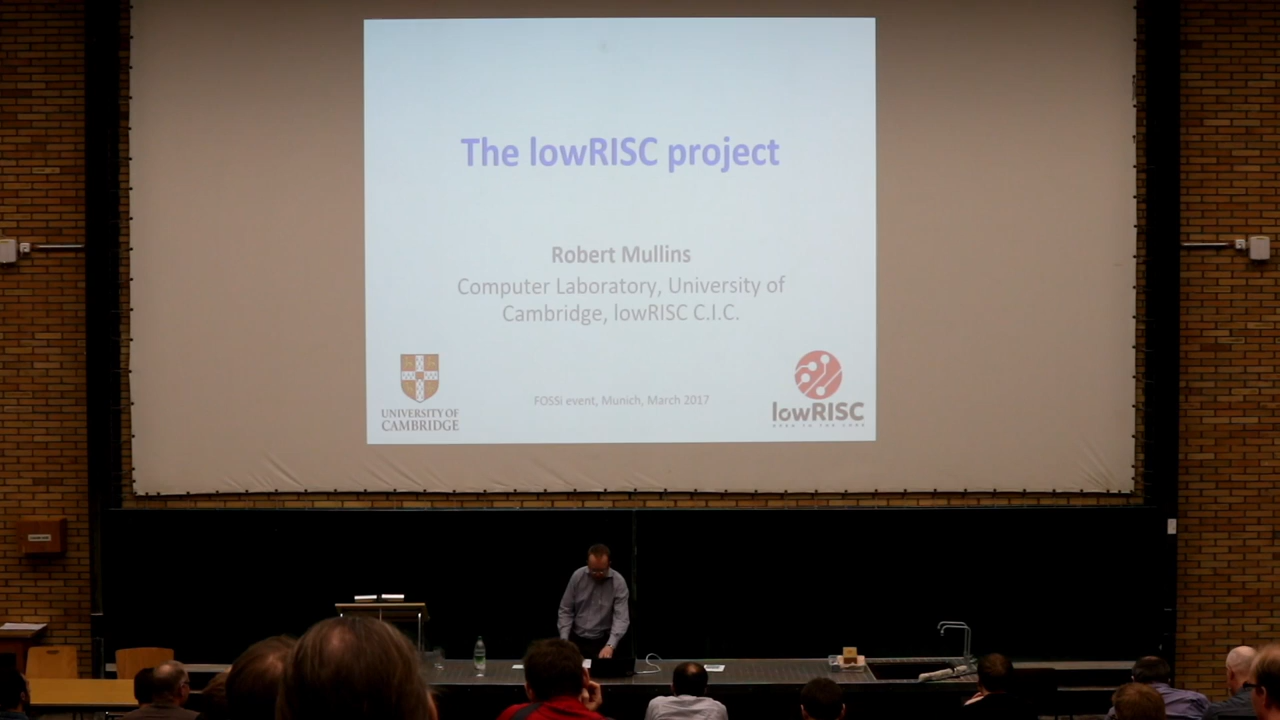 The lowRISC project
Robert Mullins
Computer Laboratory, University of
Cambridge, lowRISC C.I.C.
FOSSi event, Munich, March 2017
UNIVERSITY OF
CAMBRIDGE
lowRISC